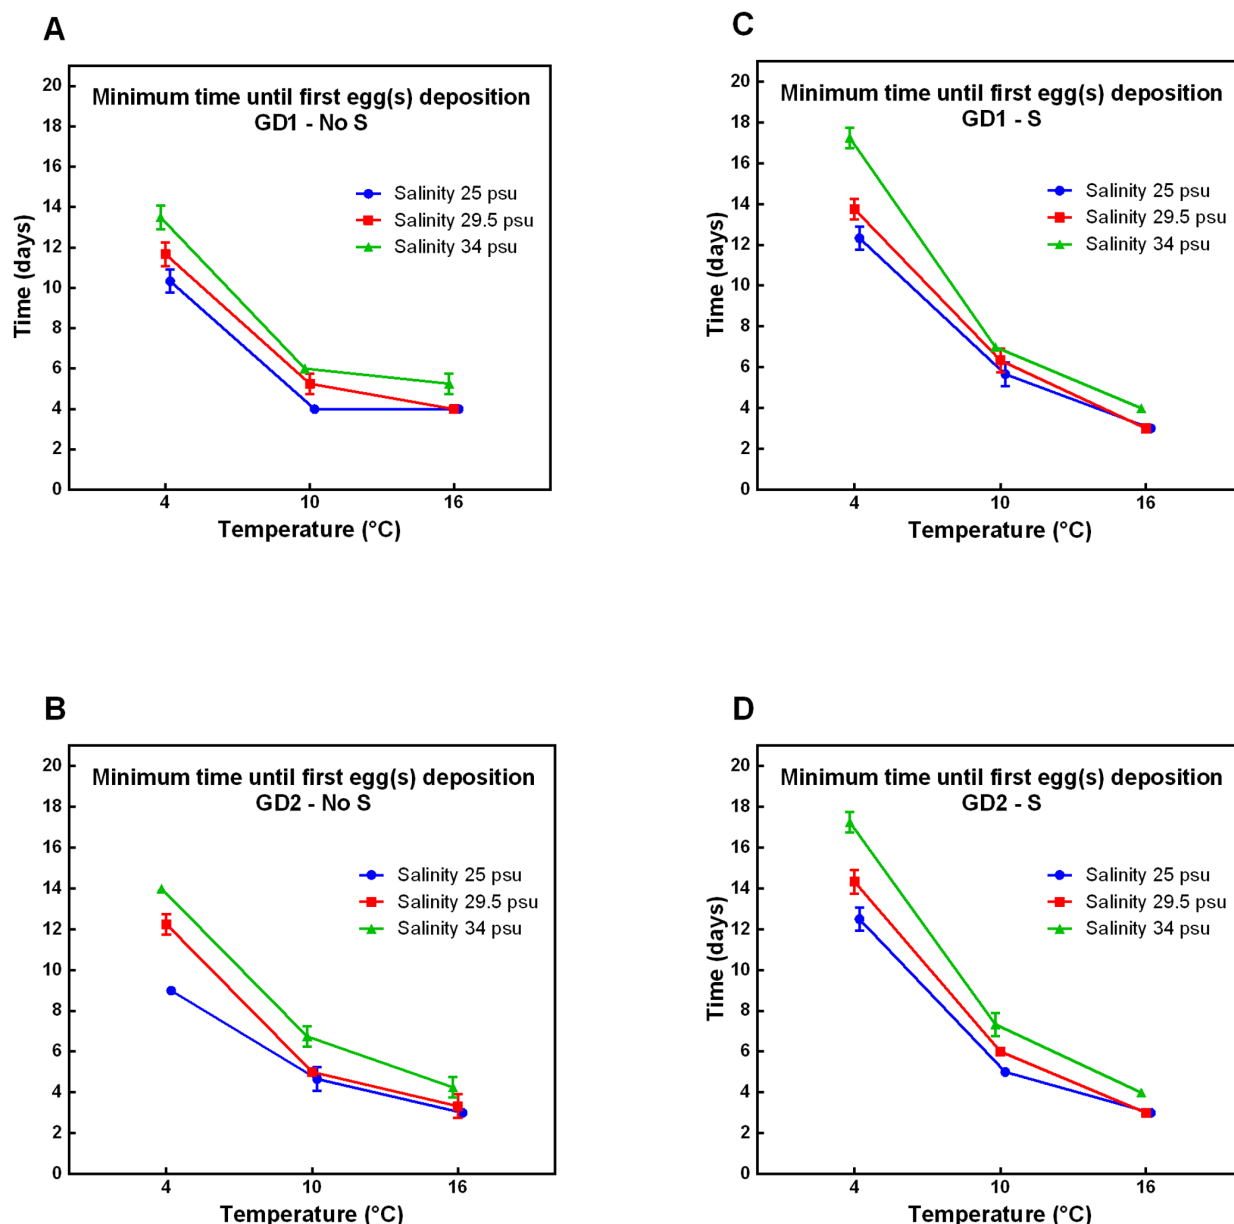 A
Minimum time until first egg(s) deposition
GD1 - No S
Salinity 25 psu
Salinity 29.5 psu
Salinity 34 psu
Time (days)
20
18
16
14
12
10
8
6
4
2
0
4 10 16
Temperature (°C)
C
Minimum time until first egg(s) deposition
GD1 - S
Salinity 25 psu
Salinity 29.5 psu
Salinity 34 psu
Time (days)
20
18
16
14
12
10
8
6
4
2
0
4 10 16
Temperature (°C)
B
Minimum time until first egg(s) deposition
GD2 - No S
Salinity 25 psu
Salinity 29.5 psu
Salinity 34 psu
20
18
16
14
12
10
8
6
4
2
0
4 10 16
Temperature (°C)
D
Minimum time until first egg(s) deposition
GD2 - S
Salinity 25 psu
Salinity 29.5 psu
Salinity 34 psu
Time (days)
20
18
16
14
12
10
8
6
4
2
0
4 10 16
Temperature (°C)